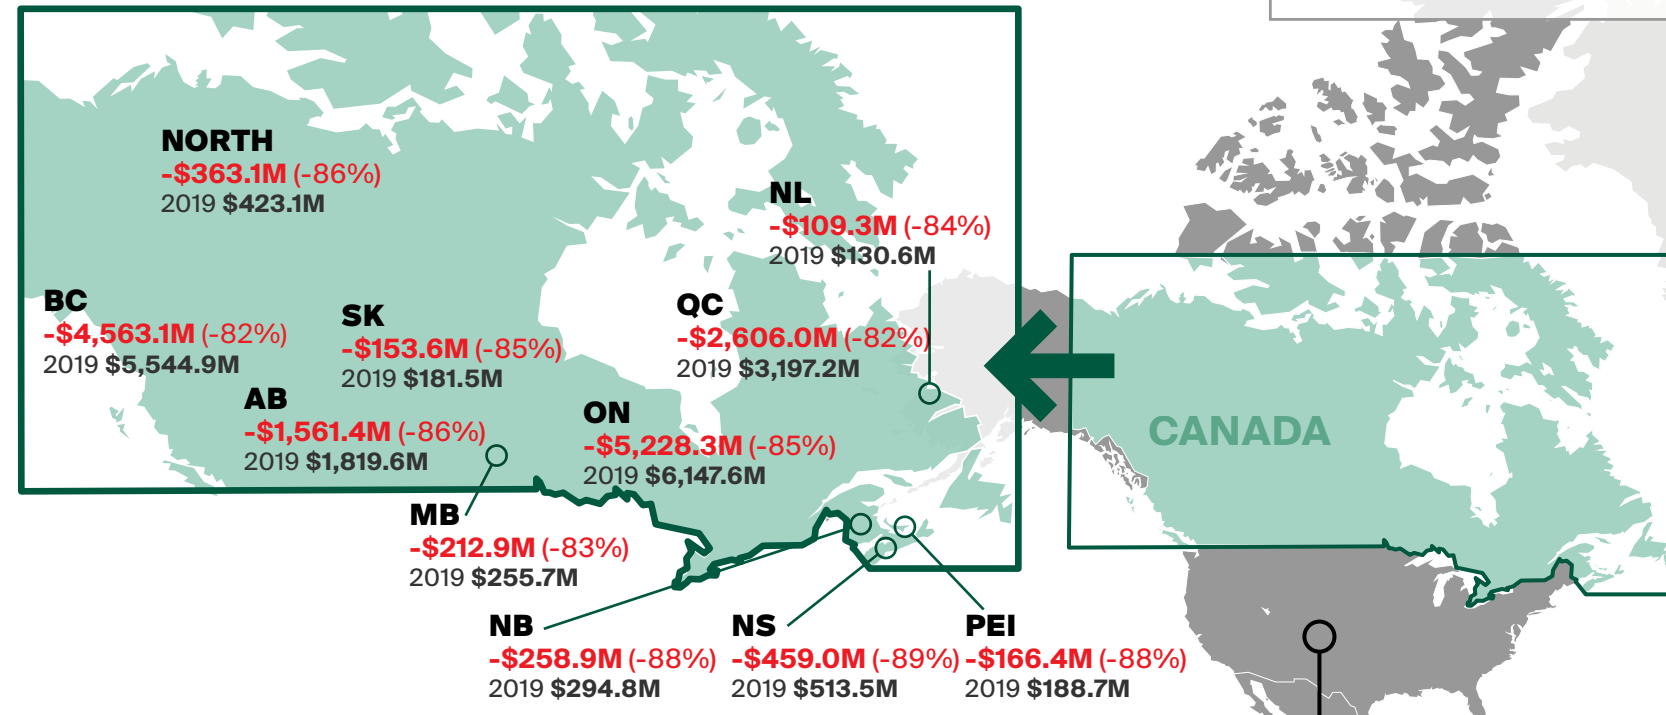 NORTH
-$363.1M (-86%)
2019 $423.1M
NL
-$109.3M (-84%)
2019 $130.6M
BC
-$4,563.1M (-82%)
2019 $5,544.9M
SK
-$153.6M (-85%)
2019 $181.5M
QC
-$2,606.0M (-82%)
2019 $3,197.2M
AB
-$1,561.4M (-86%)
2019 $1,819.6M
ON
-$5,228.3M (-85%)
2019 $6,147.6M
CANADA
MB
-$212.9M (-83%)
2019 $255.7M
NB
-$258.9M (-88%)
2019 $294.8M
NS
-$459.0M (-89%)
2019 $513.5M
PEI
-$166.4M (-88%)
2019 $188.7M